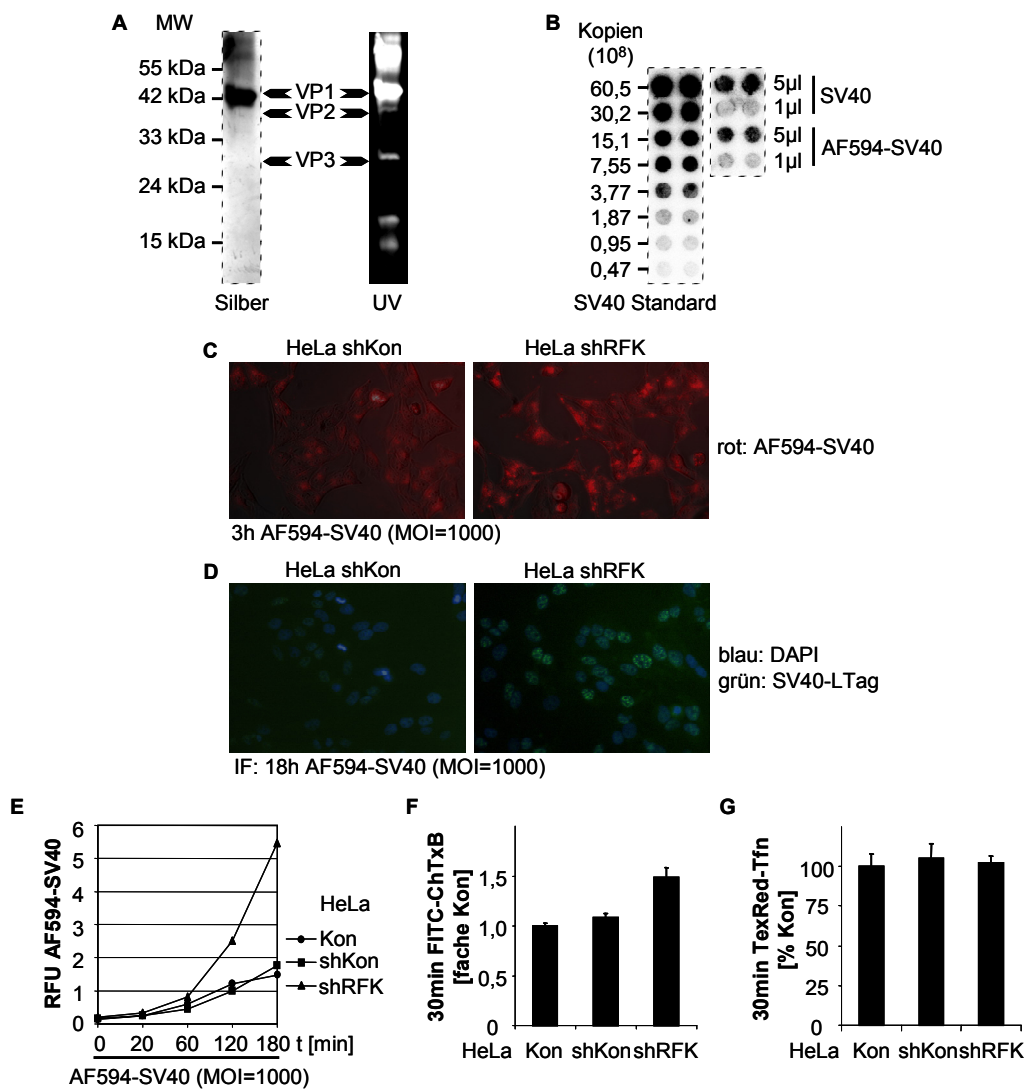 A
MW
55 kDa
42 kDa
33 kDa
24 kDa
15 kDa
VP1
VP2
VP3
Silber
UV
B
Kopien
(10⁸)
60,5
30,2
15,1
7,55
3,77
1,87
0,95
0,47
5µl
1µl
SV40
5µl
1µl
AF594-SV40
SV40 Standard
C
HeLa shKon
HeLa shRFK
rot: AF594-SV40
3h AF594-SV40 (MOI=1000)
D
HeLa shKon
HeLa shRFK
blau: DAPI
grün: SV40-LTag
IF: 18h AF594-SV40 (MOI=1000)
E
RFU AF594-SV40
6
5
4
3
2
1
0
0 20 60 120 180 t [min]
AF594-SV40 (MOI=1000)
HeLa
Kon
shKon
shRFK
F
30min FITC-ChTxB
[fache Kon]
1,5
1,0
0,5
0
HeLa Kon shKon shRFK
G
30min TexRed-Tfn
[% Kon]
100
75
50
25
0
HeLa Kon shKon shRFK